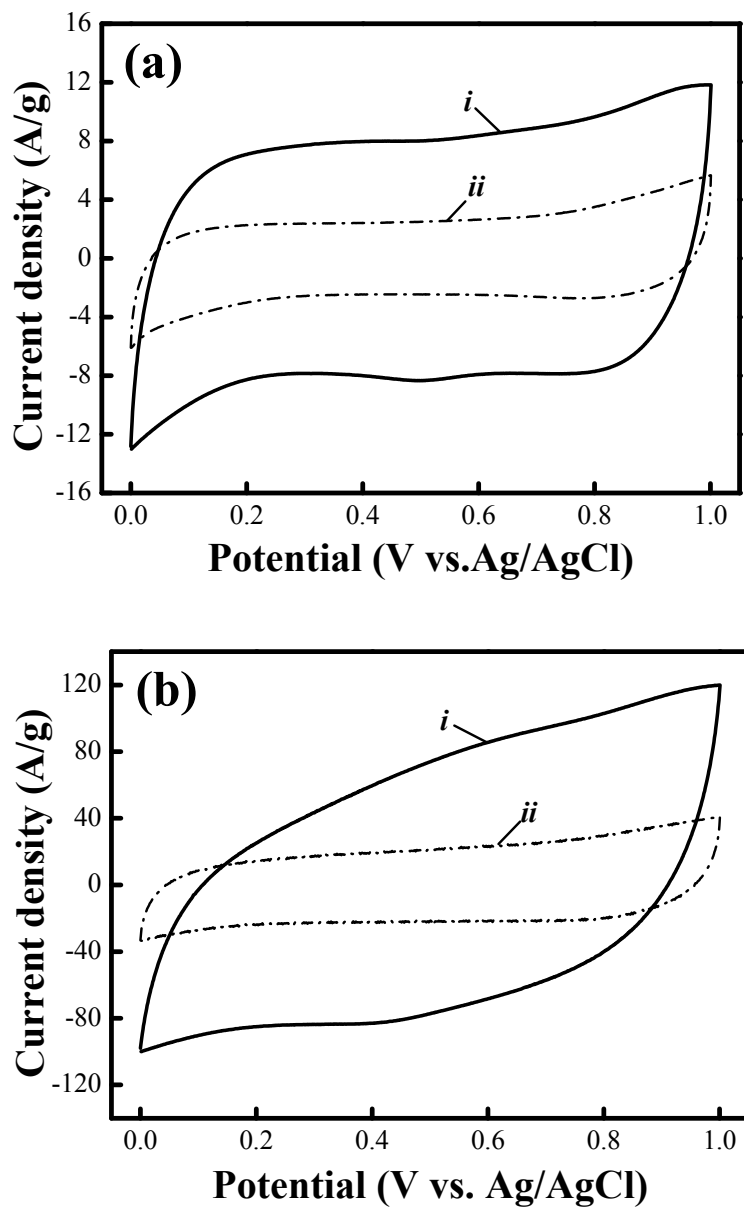 (a)
16
12
8
4
0
-4
-8
-12
-16
Current density (A/g)
i
ii
0.0 0.2 0.4 0.6 0.8 1.0
Potential (V vs.Ag/AgCl)
(b)
120
80
40
0
-40
-80
-120
Current density (A/g)
i
ii
0.0 0.2 0.4 0.6 0.8 1.0
Potential (V vs. Ag/AgCl)